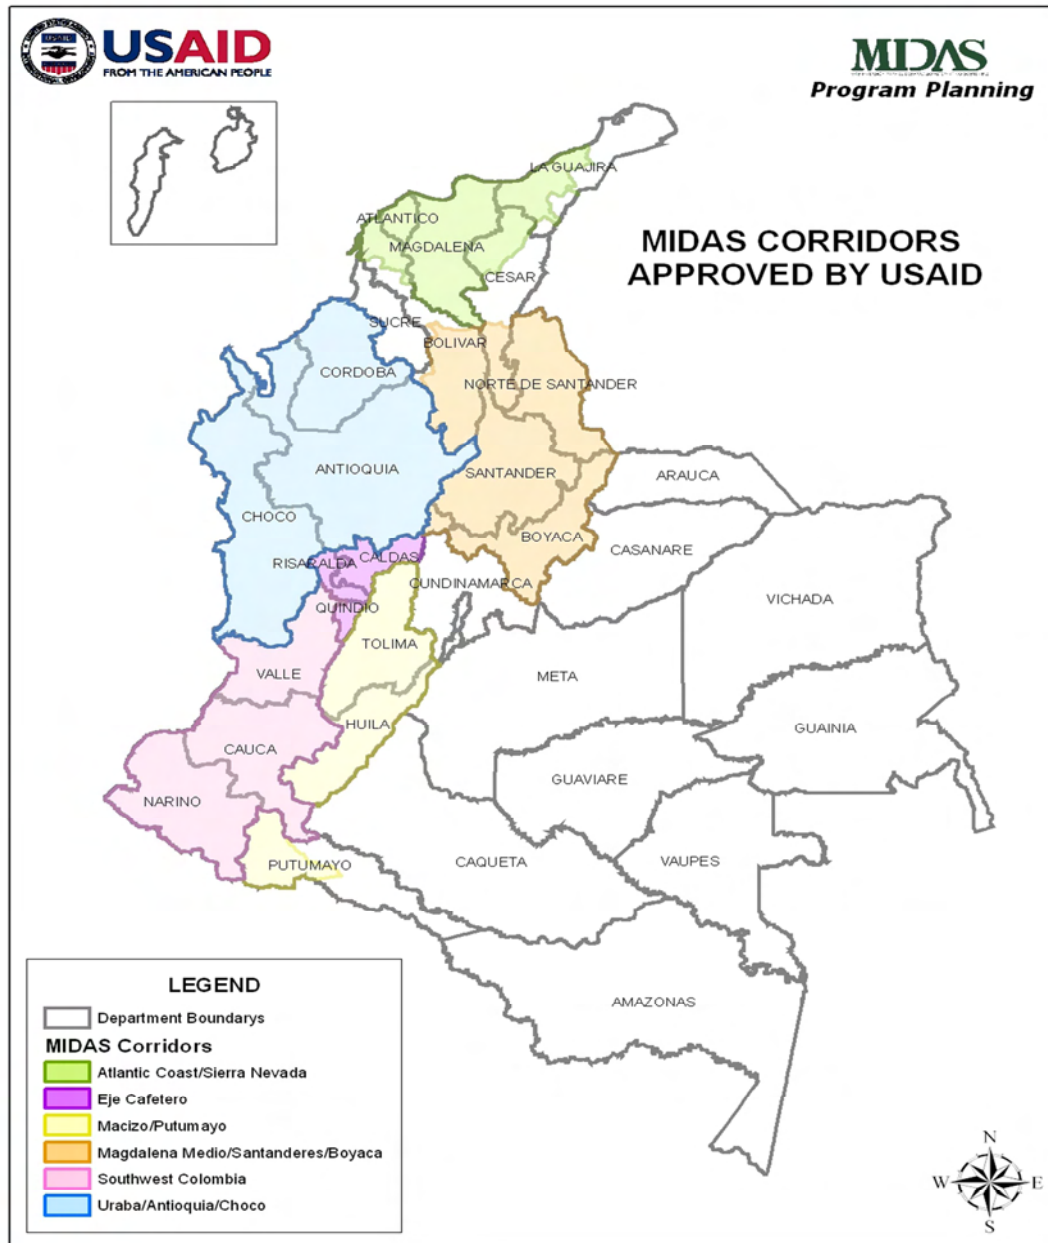 USAID
USAID
FROM THE AMERICAN PEOPLE
MIDAS
Program Planning
MIDAS CORRIDORS
APPROVED BY USAID
LA GUAJIRA
ATLANTICO
MAGDALENA
CESAR
SUCRE
BOLIVAR
CORDOBA
NORTE DE SANTANDER
ANTIOQUIA
SANTANDER
ARAUCA
CHOCO
BOYACA
CASANARE
CALDAS
RISARALDA
CUNDINAMARCA
VICHADA
QUINDIO
TOLIMA
VALLE
META
HUILA
GUAINIA
CAUCA
GUAVIARE
NARINO
PUTUMAYO
CAQUETA
VAUPES
AMAZONAS
LEGEND
Department Boundarys
MIDAS Corridors
Atlantic Coast/Sierra Nevada
Eje Cafetero
Macizo/Putumayo
Magdalena Medio/Santanderes/Boyaca
Southwest Colombia
Uraba/Antioquia/Choco
N
W E
S